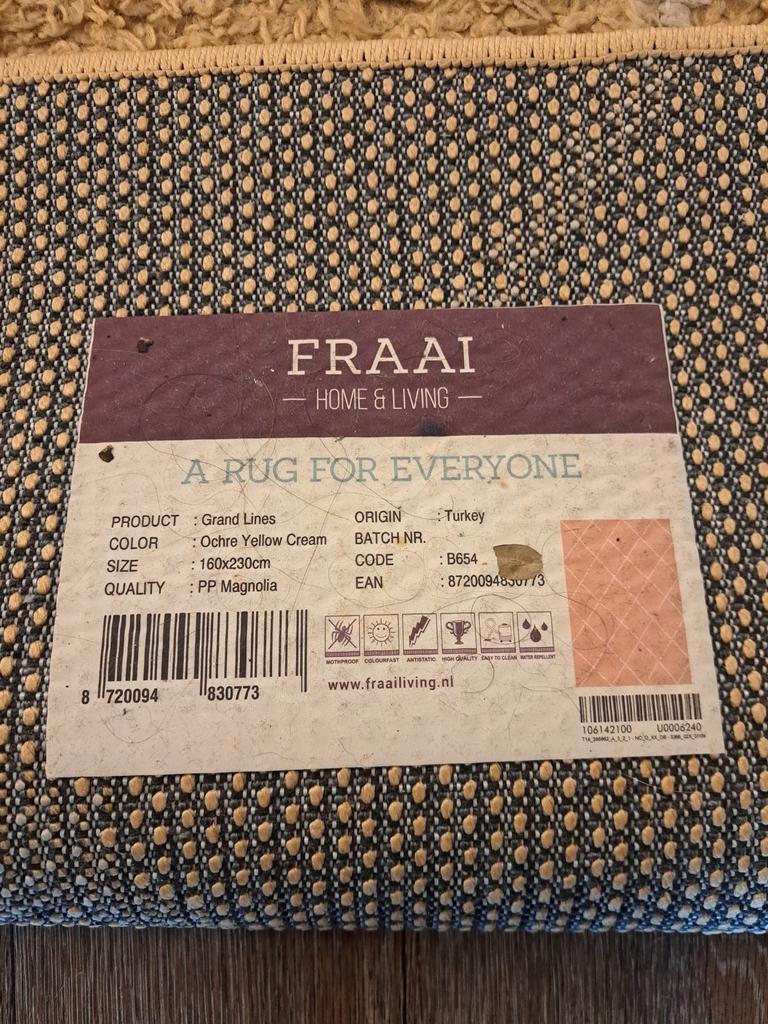 FRAAI
— HOME & LIVING —
A RUG FOR EVERYONE
PRODUCT : Grand Lines
COLOR : Ochre Yellow Cream
SIZE : 160x230cm
QUALITY : PP Magnolia
ORIGIN : Turkey
BATCH NR.
CODE : B654
EAN : 8720094830773
MOTHPROOF COLOURFAST ANTISTATIC HIGH QUALITY EASY TO CLEAN WATER REPELLENT
www.fraailiving.nl
8 720094 830773
106142100 U0006240